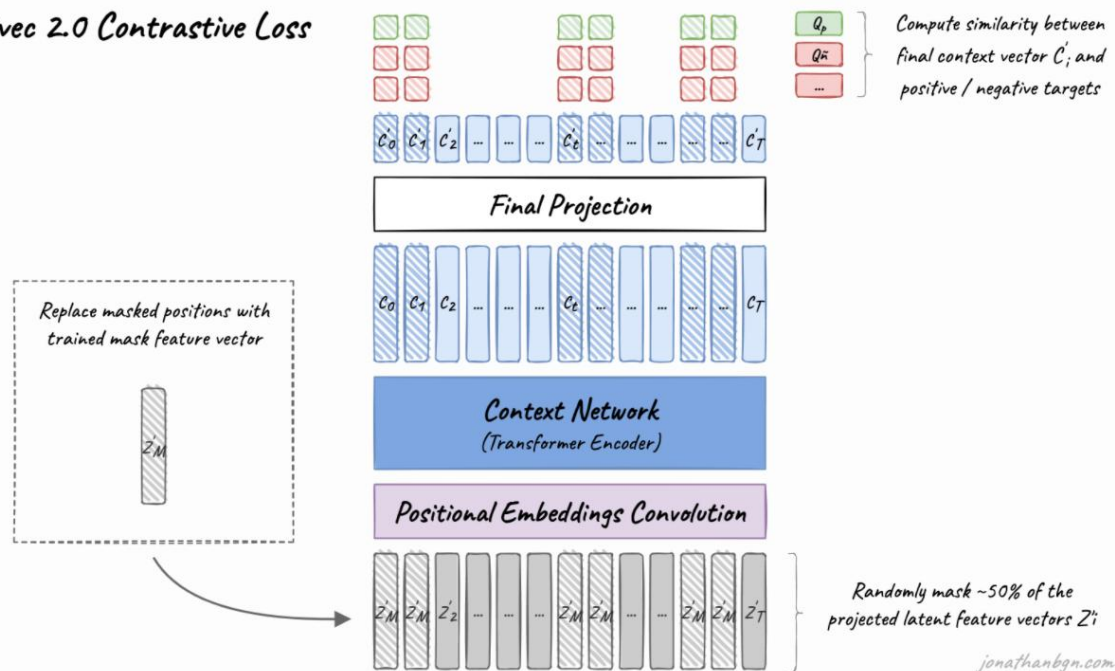 vec 2.0 Contrastive Loss
Qp
Qñ
...
Compute similarity between
final context vector C'i and
positive / negative targets
C'0 C'1 C'2 ... ... ... C't ... ... ... ... ... C'T
Final Projection
C0 C1 C2 ... ... ... Ct ... ... ... ... ... CT
Replace masked positions with
trained mask feature vector
Z'M
Context Network
(Transformer Encoder)
Positional Embeddings Convolution
Z'M Z'M Z'2 ... ... ... Z'M Z'M ... ... Z'M Z'M Z'T
Randomly mask ~50% of the
projected latent feature vectors Z'i
jonathanbgn.com